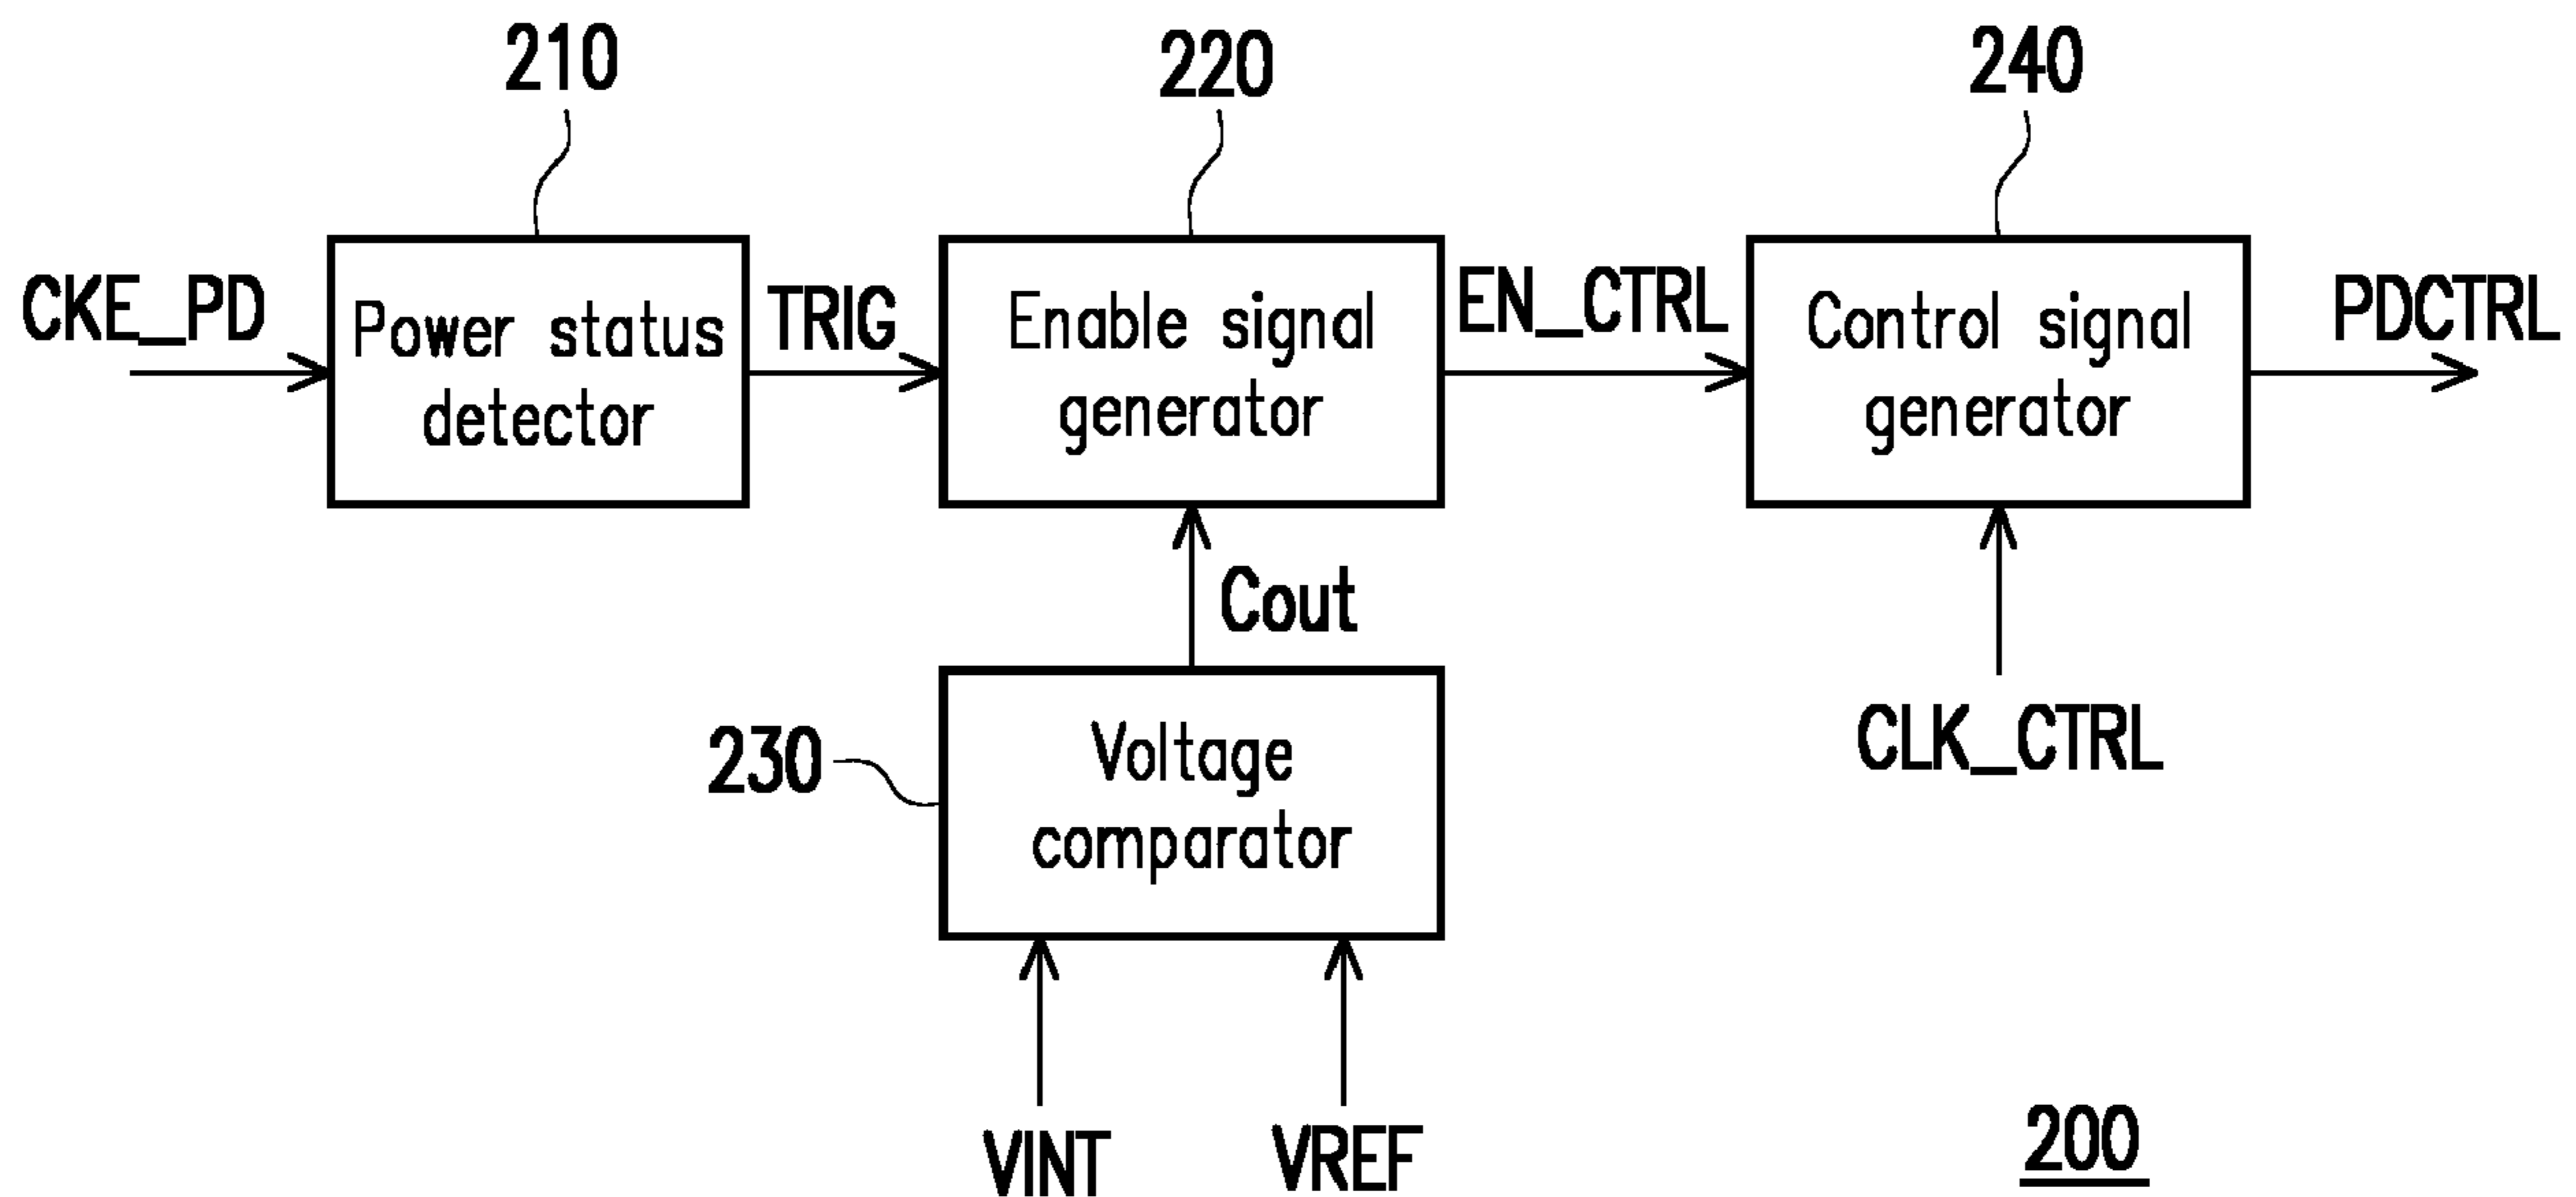 210
220
240
CKE_PD
Power status
detector
TRIG
Enable signal
generator
EN_CTRL
Control signal
generator
PDCTRL
Cout
CLK_CTRL
230
Voltage
comparator
VINT
VREF
200